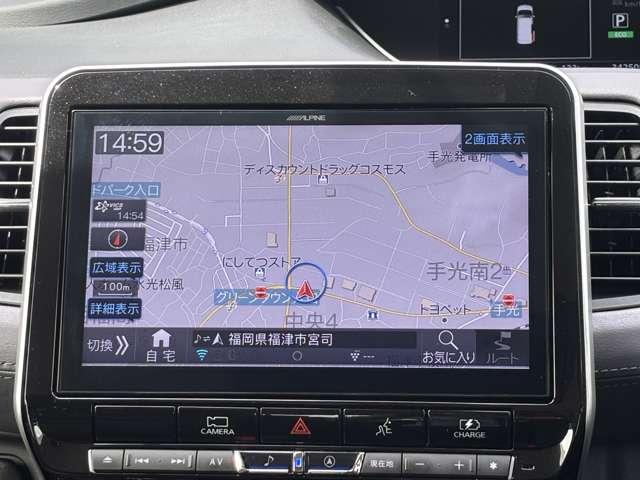 P
ECO
ALPINE
14:59
2画面表示
ディスカウントドラッグコスモス
手光発電所
ドパーク入口
VICS
14:54
福津市
広域表示
にしてつストア
手光南2
100m
水光松風
グリーンタウン
トヨペット
手光
詳細表示
中央4
切換
自宅
福岡県福津市宮司
お気に入り
ルート
CAMERA
CHARGE
AV
現在地
－
＋